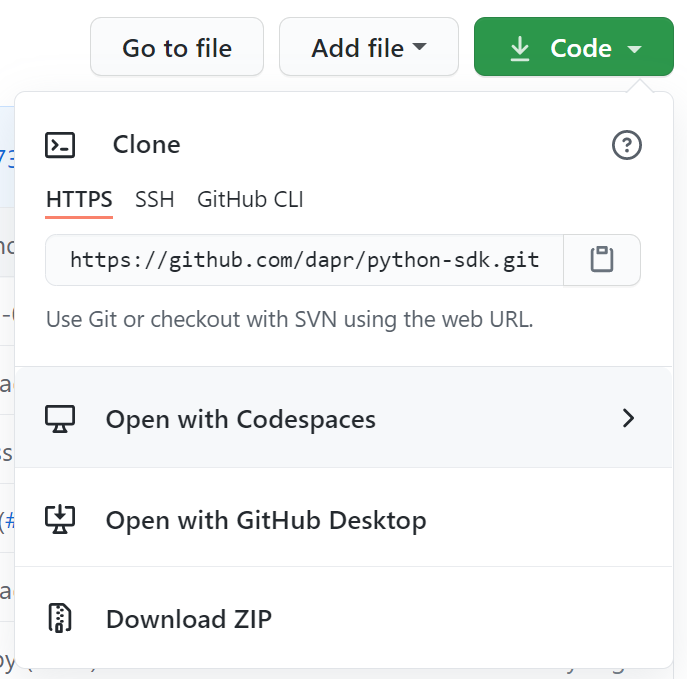 Go to file
Add file
Code
Clone
HTTPS SSH GitHub CLI
https://github.com/dapr/python-sdk.git
Use Git or checkout with SVN using the web URL.
Open with Codespaces
Open with GitHub Desktop
Download ZIP